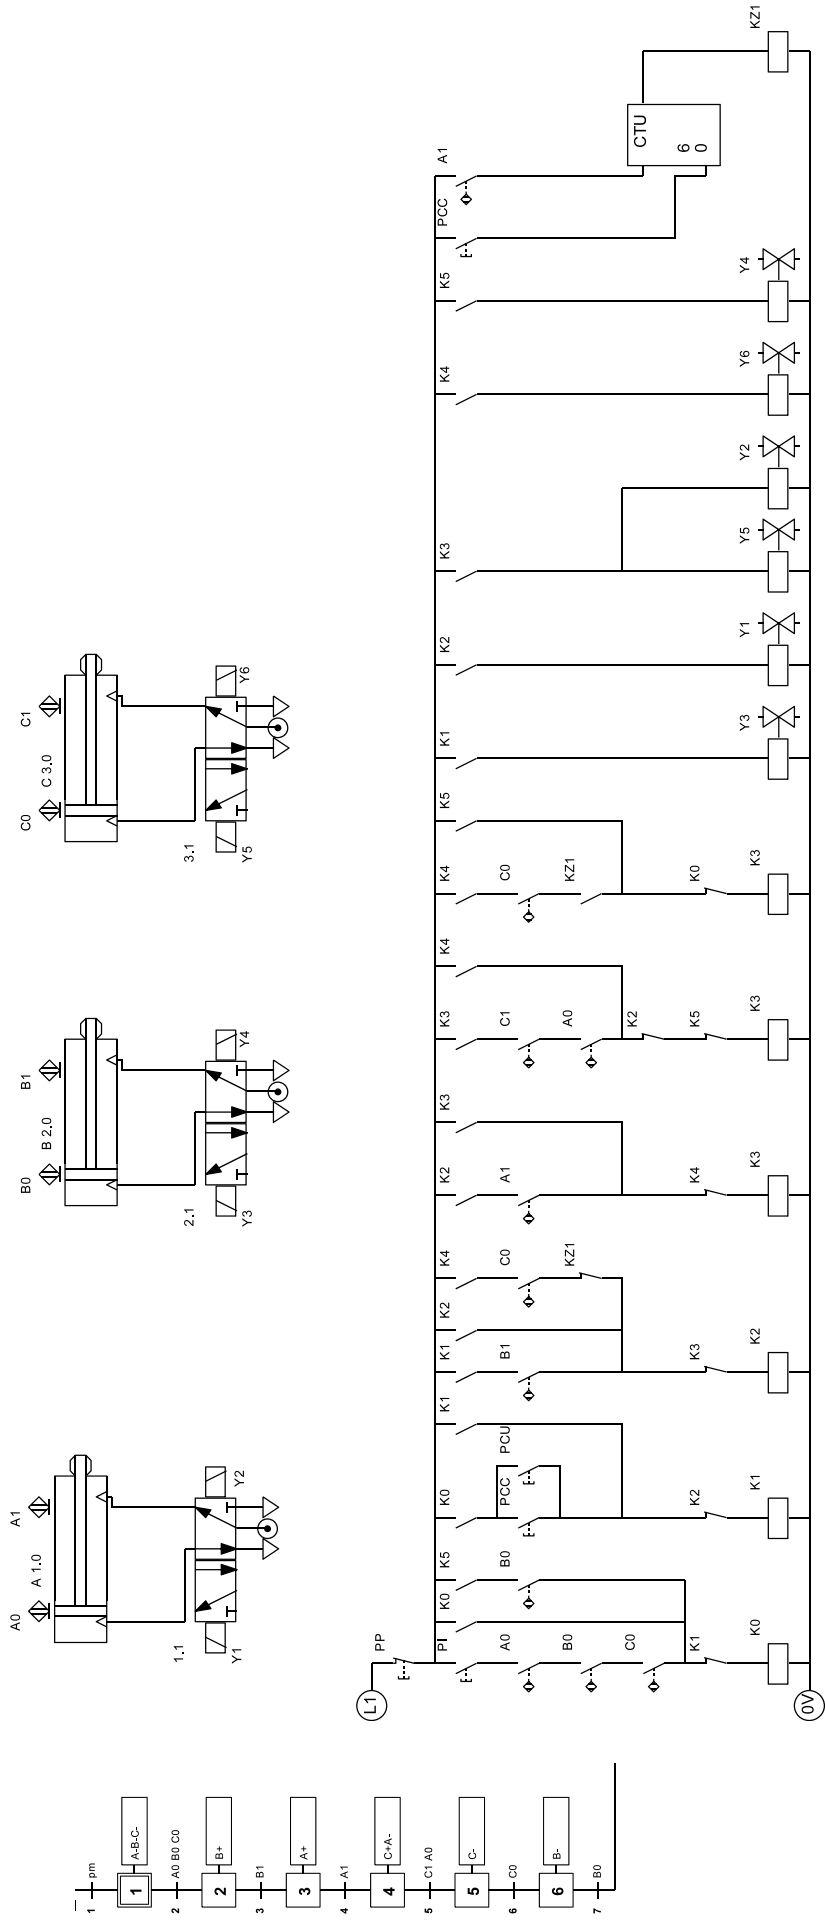 1 pm
1 A-B-C-
2 A0 B0 C0
2 B+
3 B1
3 A+
4 A1
4 C+A-
5 C1 A0
5 C-
6 C0
6 B-
7 B0
A0 A 1.0 A1
1.1
Y1 Y2
B0 B 2.0 B1
2.1
Y3 Y4
C0 C 3.0 C1
3.1
Y5 Y6
L1
PP
PI K0 K5 K0 K1 K1 K2 K4 K2 K3 K3 K4 K4 K5 K1 K2 K3 K4 K5 PCC A1
A0 B0 PCC PCU B1 C0 A1 C1 C0
B0 KZ1 A0 KZ1
C0 K2
K1 K2 K3 K4 K5 K0
CTU
6
0
K0 K1 K2 K3 K3 K3 Y3 Y1 Y5 Y2 Y6 Y4 KZ1
0V